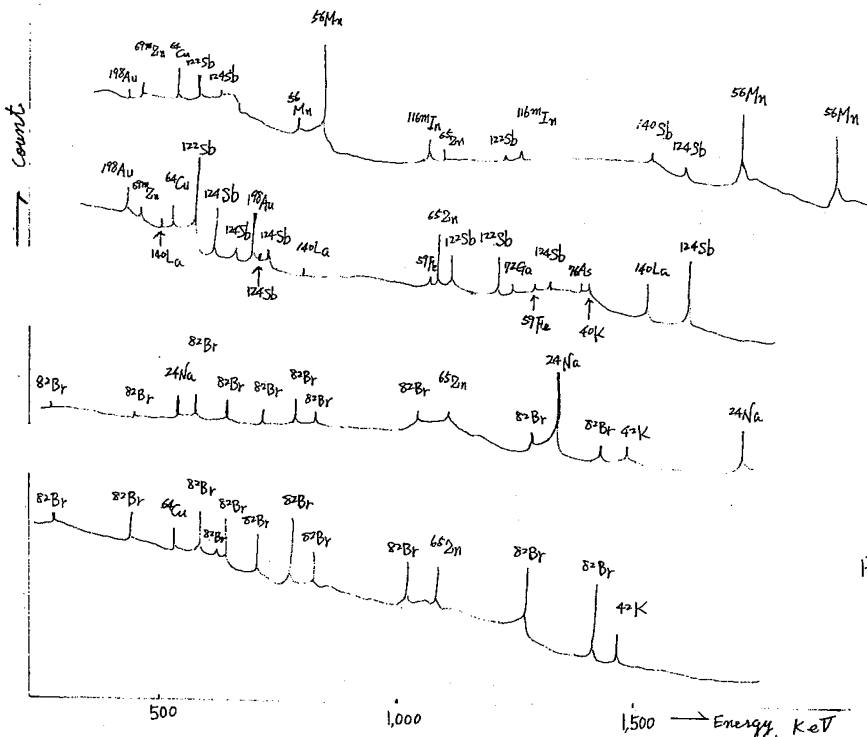 56Mn
69mZn 64Cu 122Sb
198Au 124Sb
56Mn
116mIn 65Zn 122Sb 116mIn
140Sb 124Sb
56Mn 56Mn
Count
198Au 69mZn 64Cu 122Sb
140La
124Sb 124Sb 198Au 124Sb
124Sb
140La
59Fe 65Zn 122Sb 122Sb 72Ga 124Sb 76As 140La 124Sb
59Fe 40K
82Br
82Br 82Br 24Na 82Br 82Br 82Br 82Br 82Br 65Zn 82Br 24Na 82Br 42K 24Na
82Br 82Br 64Cu 82Br 82Br 82Br 82Br 82Br 82Br 82Br 65Zn 82Br 82Br 42K
500 1,000 1,500 → Energy, KeV